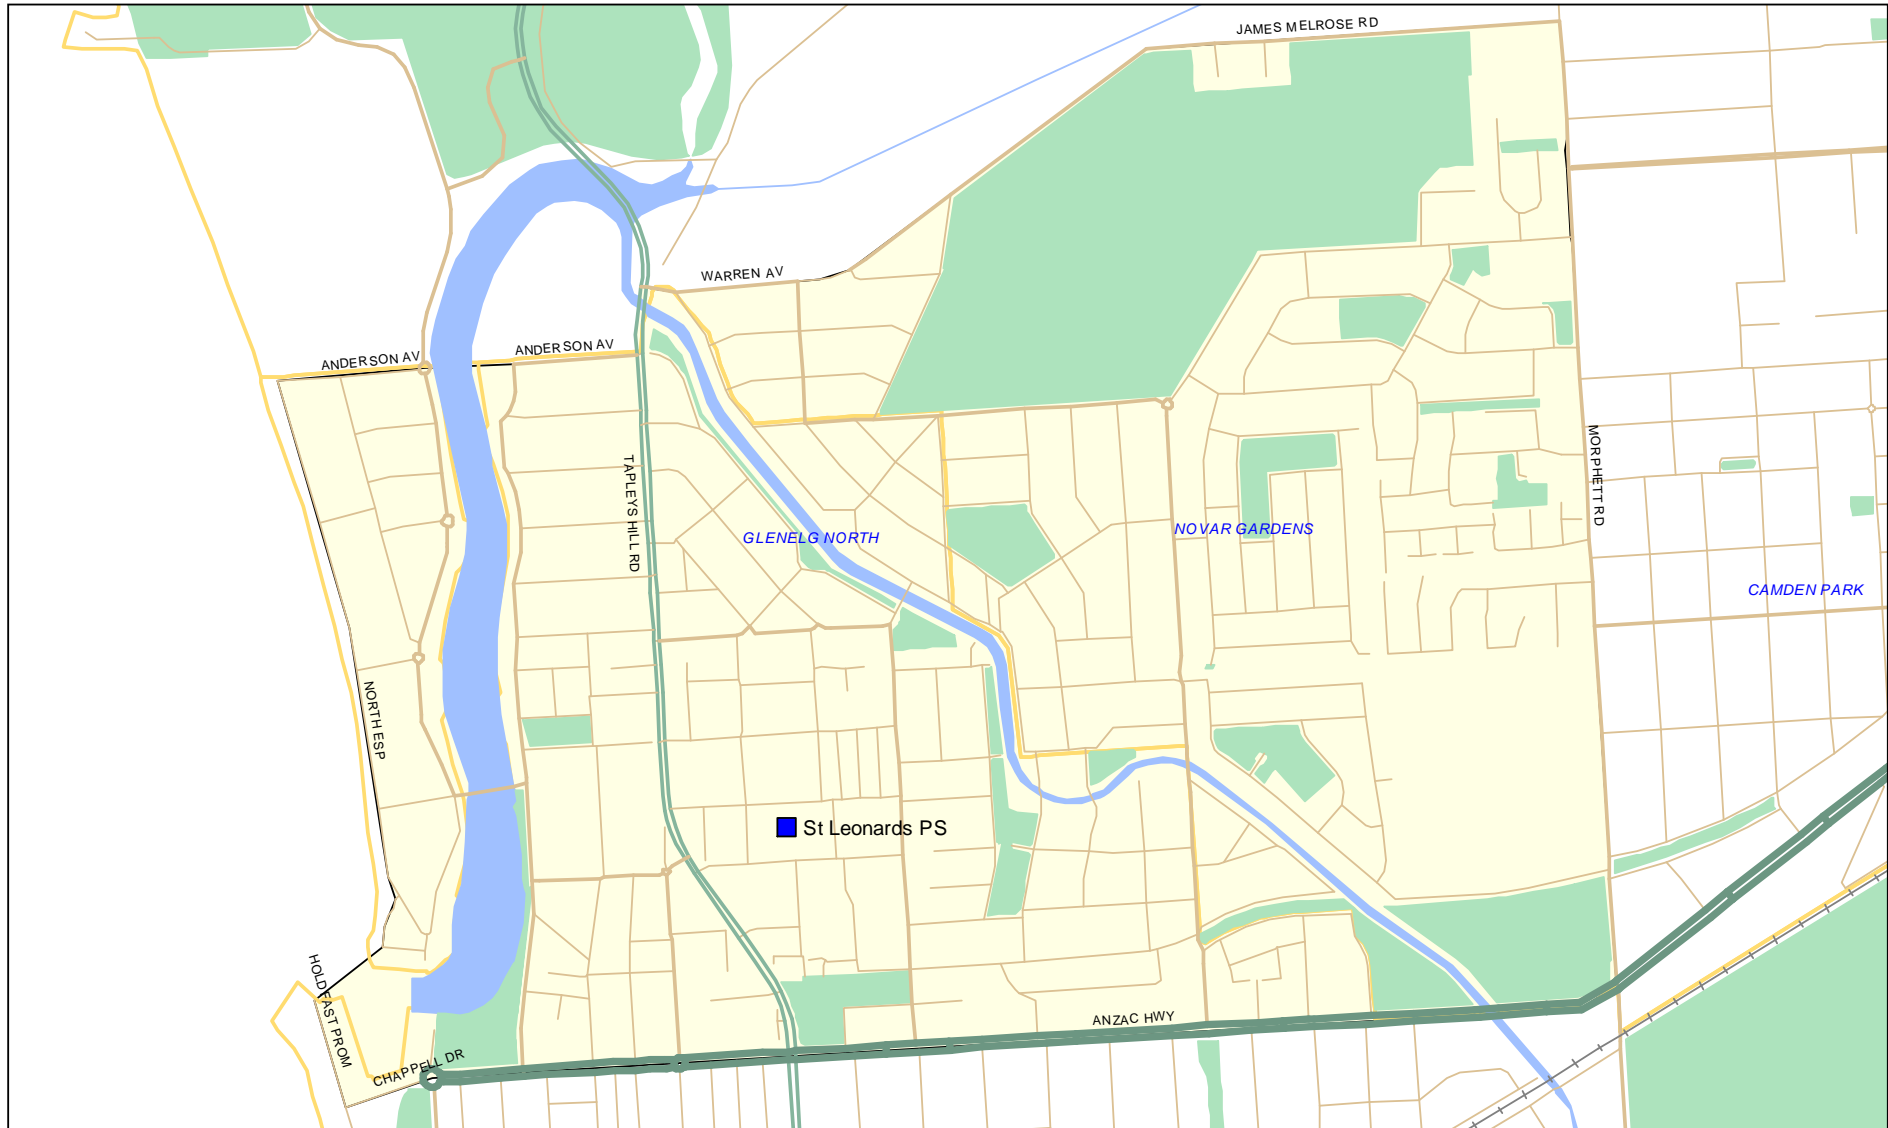 JAMES MELROSE RD
WARREN AV
ANDERSON AV
ANDERSON AV
TAPLEYS HILL RD
MORPHETT RD
GLENELG NORTH
NOVAR GARDENS
CAMDEN PARK
NORTH ESP
St Leonards PS
HOLDFAST PROM
ANZAC HWY
CHAPPELL DR